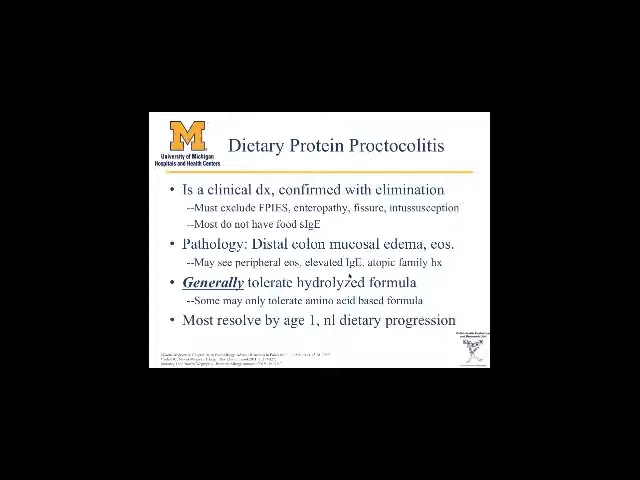 M
University of Michigan
Hospitals and Health Centers
Dietary Protein Proctocolitis
• Is a clinical dx, confirmed with elimination
--Must exclude FPIES, enteropathy, fissure, intussusception
--Most do not have food sIgE
• Pathology: Distal colon mucosal edema, eos.
--May see peripheral eos, elevated IgE, atopic family hx
• Generally tolerate hydrolyzed formula
--Some may only tolerate amino acid based formula
• Most resolve by age 1, nl dietary progression